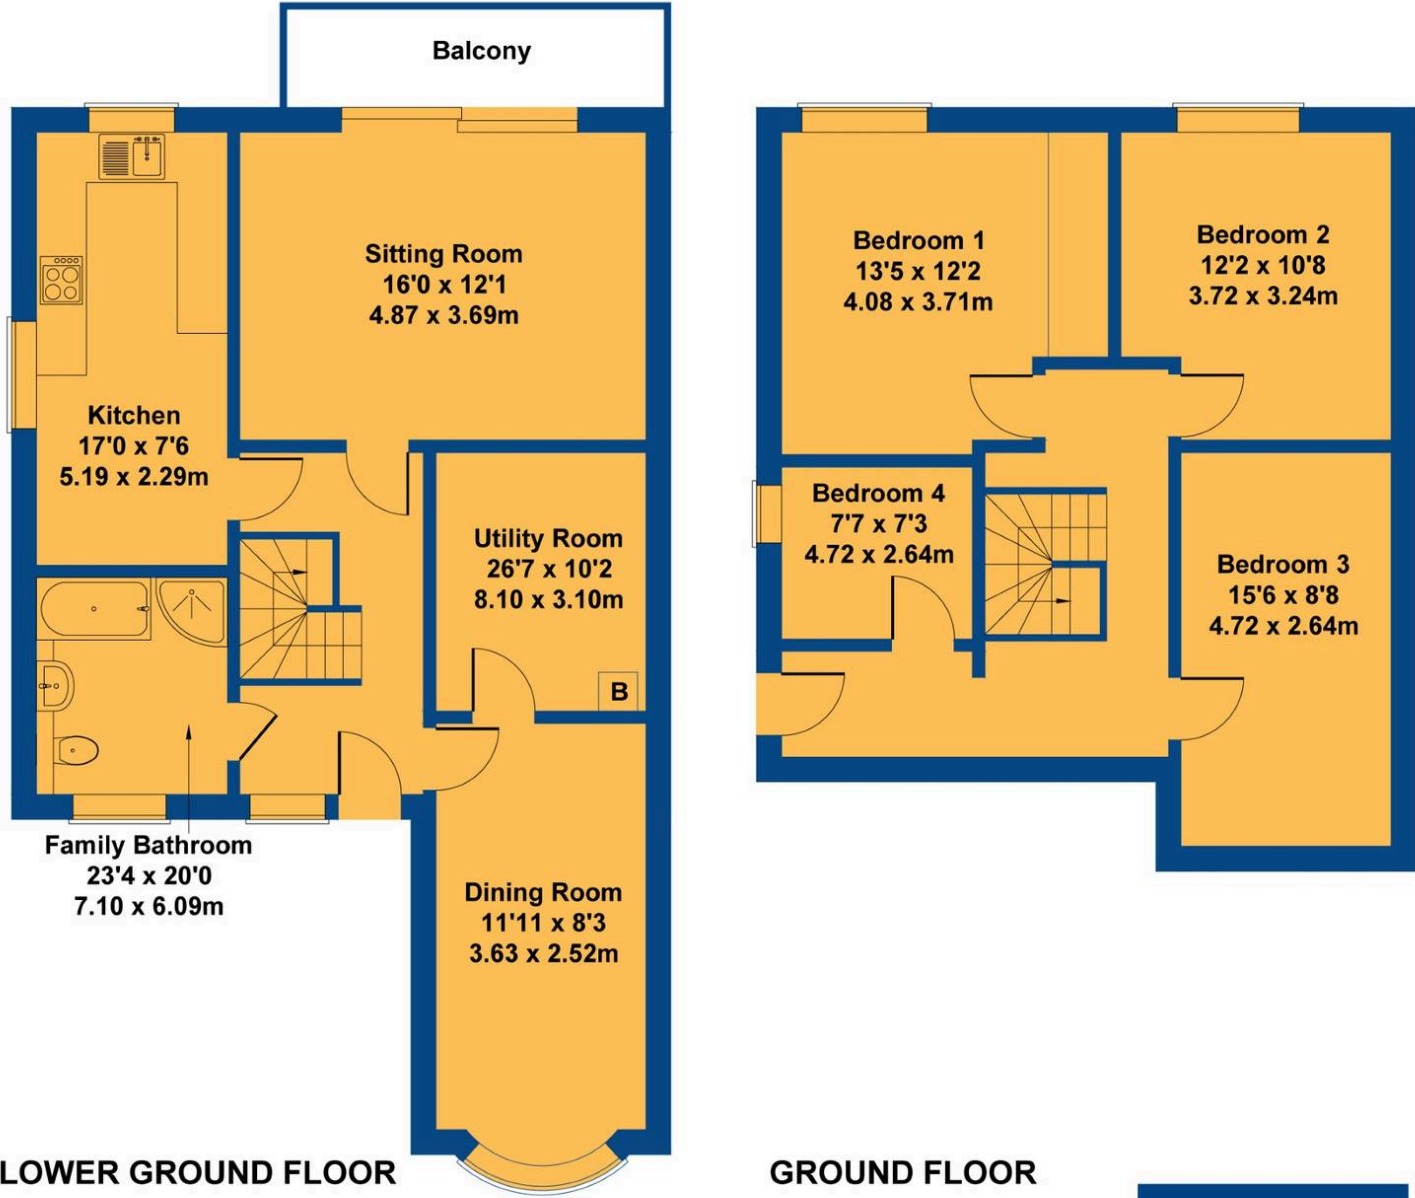 Balcony
Sitting Room
16'0 x 12'1
4.87 x 3.69m
Kitchen
17'0 x 7'6
5.19 x 2.29m
Utility Room
26'7 x 10'2
8.10 x 3.10m
B
Family Bathroom
23'4 x 20'0
7.10 x 6.09m
Dining Room
11'11 x 8'3
3.63 x 2.52m
LOWER GROUND FLOOR
Bedroom 1
13'5 x 12'2
4.08 x 3.71m
Bedroom 2
12'2 x 10'8
3.72 x 3.24m
Bedroom 4
7'7 x 7'3
4.72 x 2.64m
Bedroom 3
15'6 x 8'8
4.72 x 2.64m
GROUND FLOOR